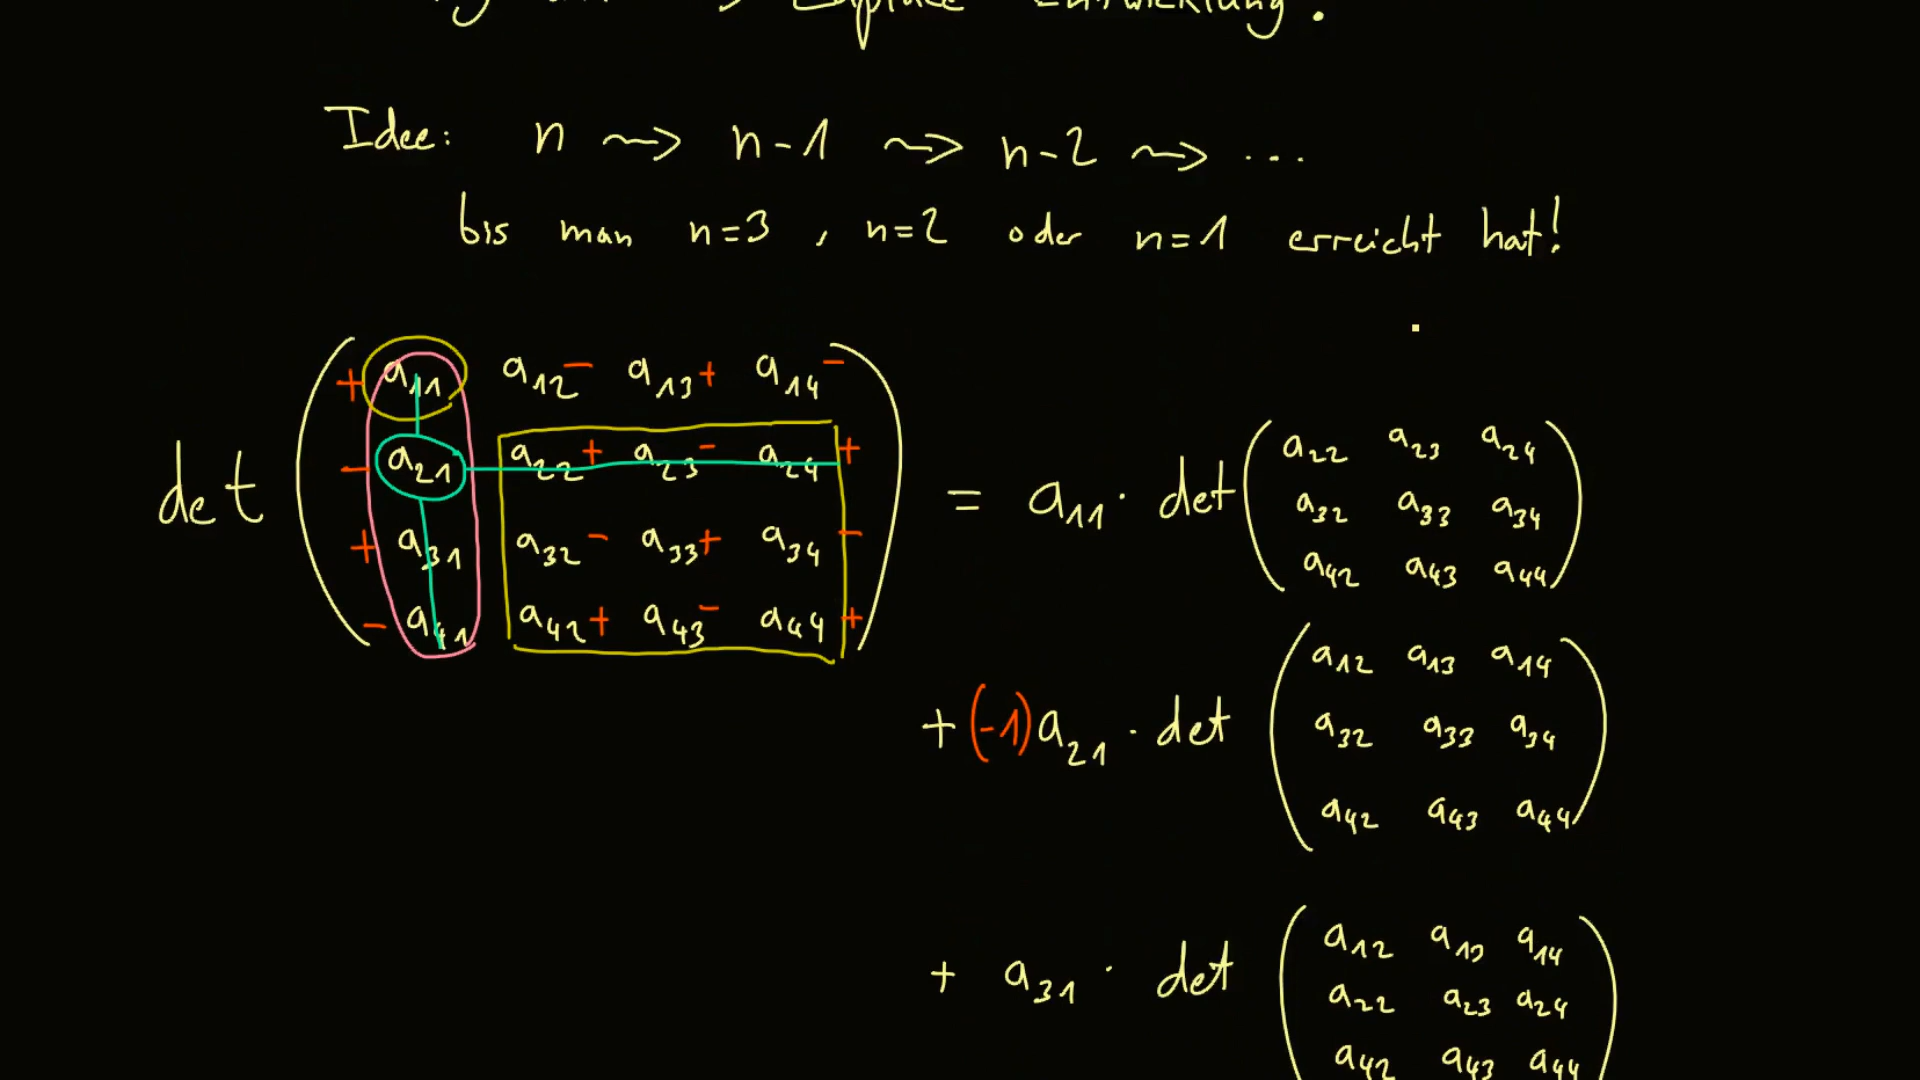 Entwicklung.
Idee: n ⇝ n-1 ⇝ n-2 ⇝ ...
bis man n=3 , n=2 oder n=1 erreicht hat!
+ a11 a12 - a13 + a14 -
- a21 a22 + a23 - a24 +
+ a31 a32 - a33 + a34 -
- a41 a42 + a43 - a44 +
det = a11 · det
a22 a23 a24
a32 a33 a34
a42 a43 a44
+ (-1) a21 · det
a12 a13 a14
a32 a33 a34
a42 a43 a44
+ a31 · det
a12 a13 a14
a22 a23 a24
a42 a43 a44